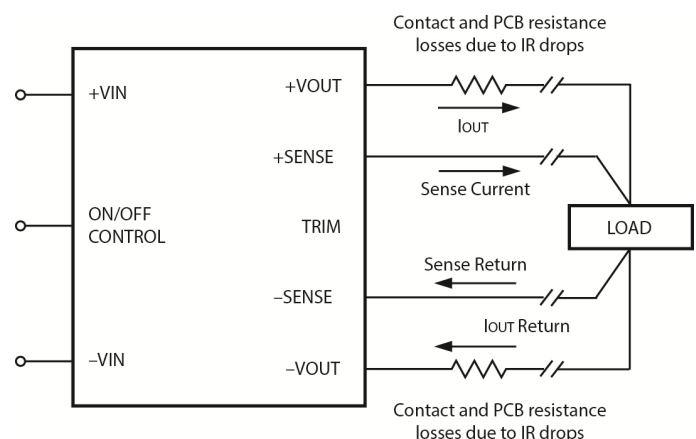 Contact and PCB resistance
losses due to IR drops
+VOUT
+VIN
IOUT
+SENSE
Sense Current
ON/OFF
CONTROL
TRIM
LOAD
Sense Return
–SENSE
IOUT Return
–VIN
–VOUT
Contact and PCB resistance
losses due to IR drops